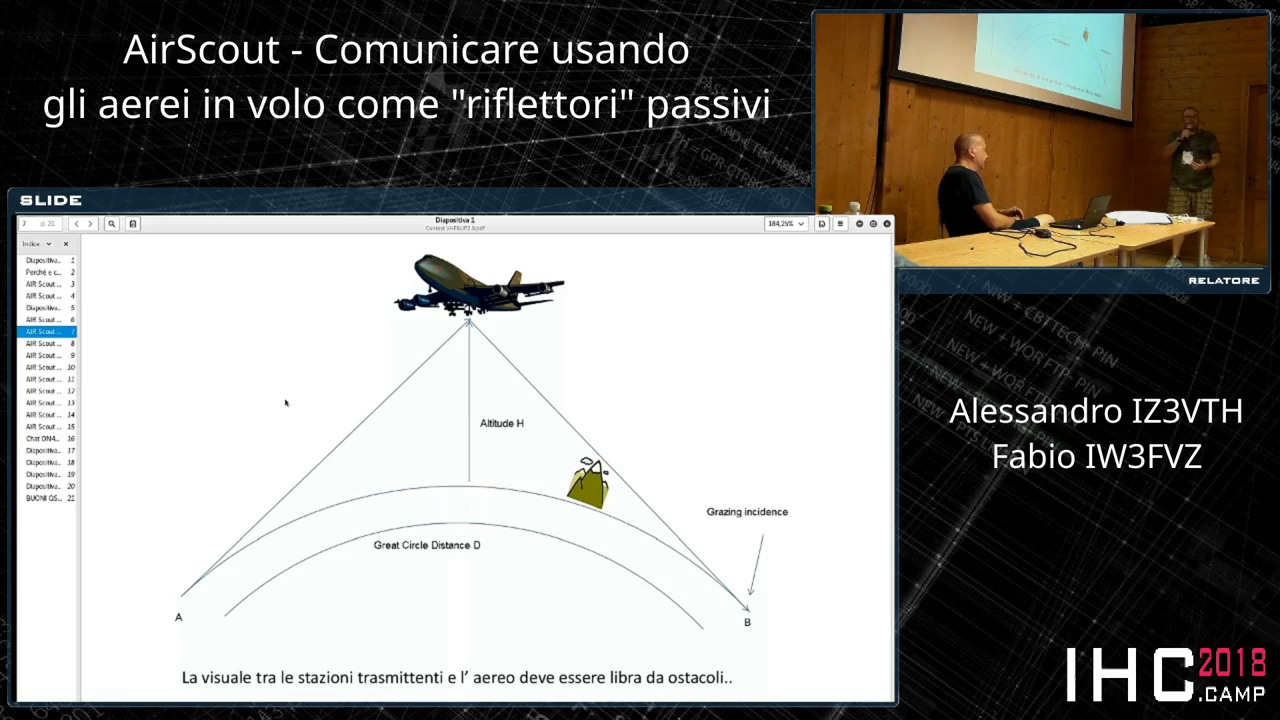 AirScout - Comunicare usando
gli aerei in volo come "riflettori" passivi
SLIDE
7 di 21
Diapositiva 1
184,25%
Indice
Diapositiva.. 1
Perchè e c... 2
AIR Scout ... 3
AIR Scout ... 4
Diapositiva.. 5
AIR Scout ... 6
AIR Scout ... 7
AIR Scout ... 8
AIR Scout ... 9
AIR Scout ... 10
AIR Scout ... 11
AIR Scout ... 12
AIR Scout ... 13
AIR Scout ... 14
AIR Scout ... 15
Chat ON4... 16
Diapositiva.. 17
Diapositiva.. 18
Diapositiva.. 19
Diapositiva.. 20
BUONI OS... 21
Altitude H
Grazing incidence
Great Circle Distance D
A
B
La visuale tra le stazioni trasmittenti e l’ aereo deve essere libra da ostacoli..
RELATORE
Alessandro IZ3VTH
Fabio IW3FVZ
IHC 2018
.CAMP